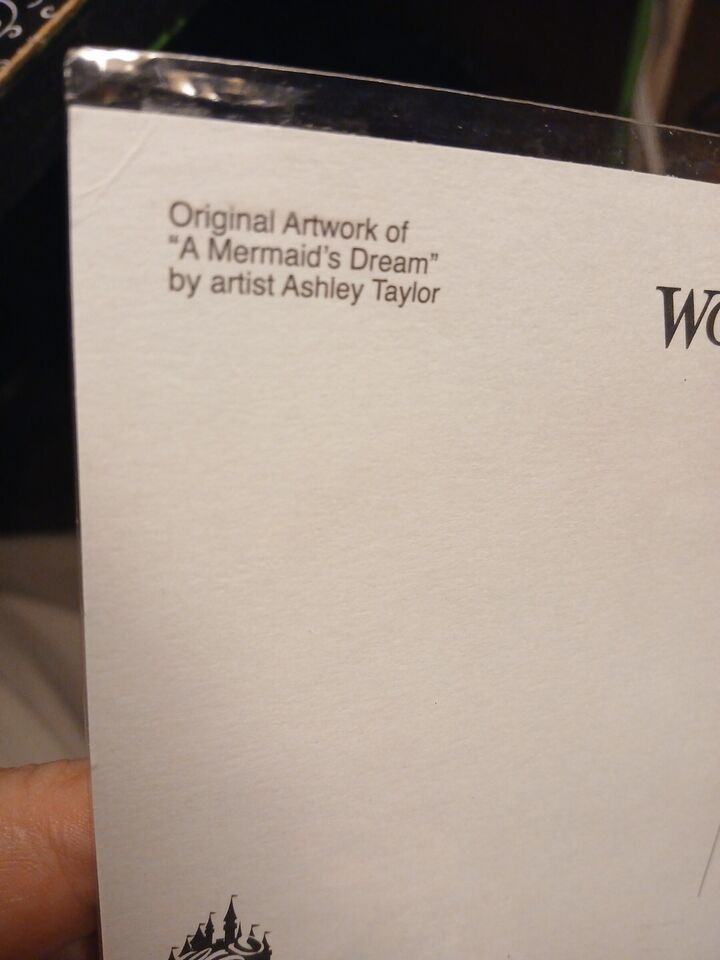 Original Artwork of
"A Mermaid's Dream"
by artist Ashley Taylor